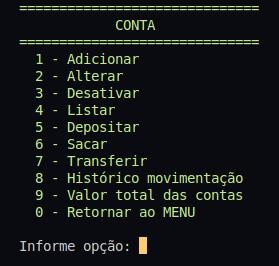 ==============================
CONTA
==============================
1 - Adicionar
2 - Alterar
3 - Desativar
4 - Listar
5 - Depositar
6 - Sacar
7 - Transferir
8 - Histórico movimentação
9 - Valor total das contas
0 - Retornar ao MENU
Informe opção: